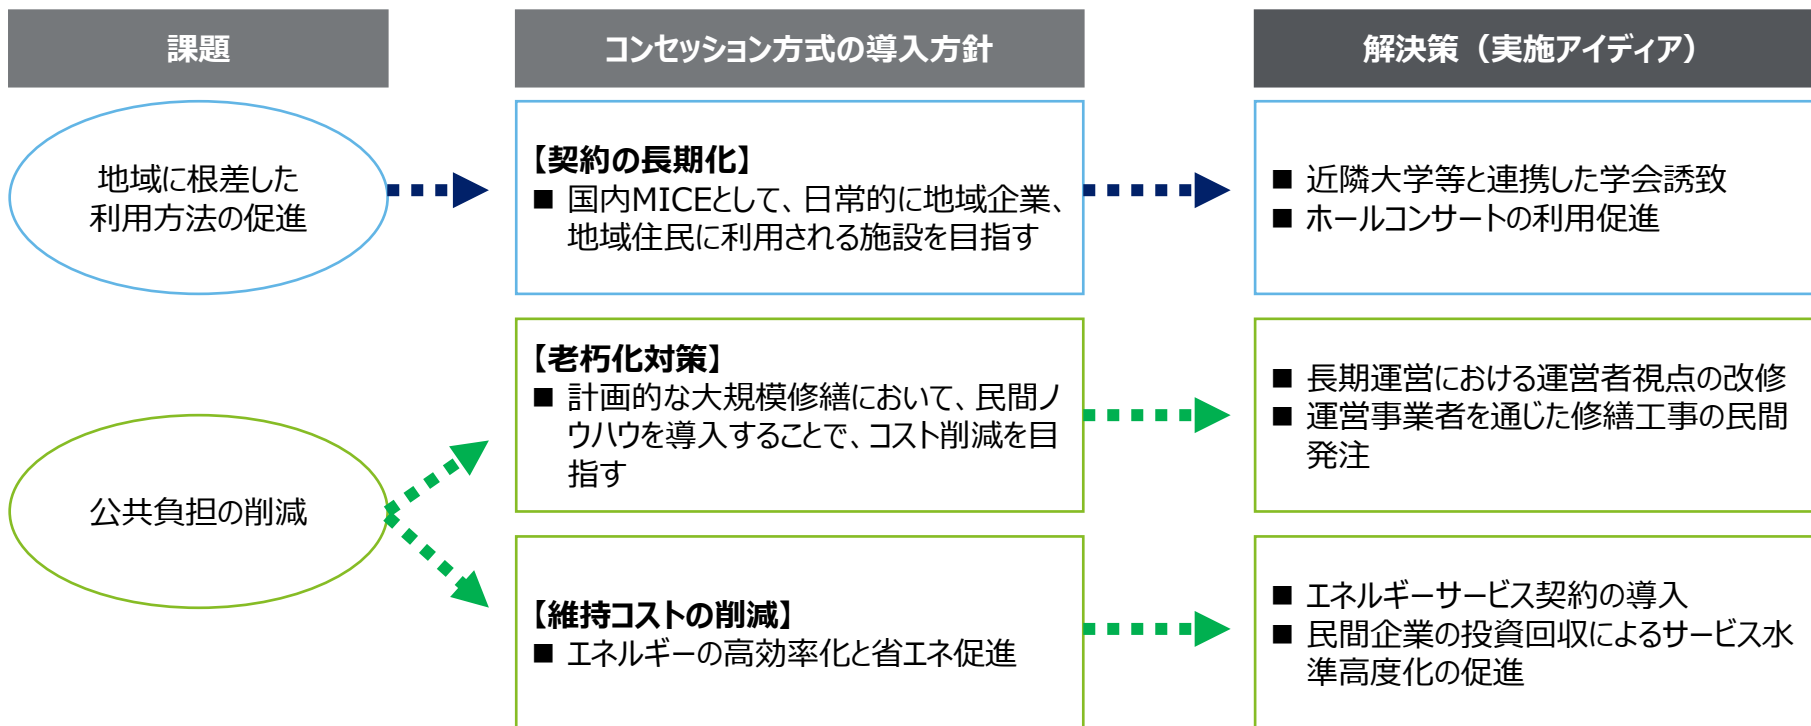 課題
コンセッション方式の導入方針
解決策（実施アイディア）
地域に根差した
利用方法の促進
【契約の長期化】
■ 国内MICEとして、日常的に地域企業、
地域住民に利用される施設を目指す
■ 近隣大学等と連携した学会誘致
■ ホールコンサートの利用促進
公共負担の削減
【老朽化対策】
■ 計画的な大規模修繕において、民間ノ
ウハウを導入することで、コスト削減を目
指す
■ 長期運営における運営者視点の改修
■ 運営事業者を通じた修繕工事の民間
発注
【維持コストの削減】
■ エネルギーの高効率化と省エネ促進
■ エネルギーサービス契約の導入
■ 民間企業の投資回収によるサービス水
準高度化の促進